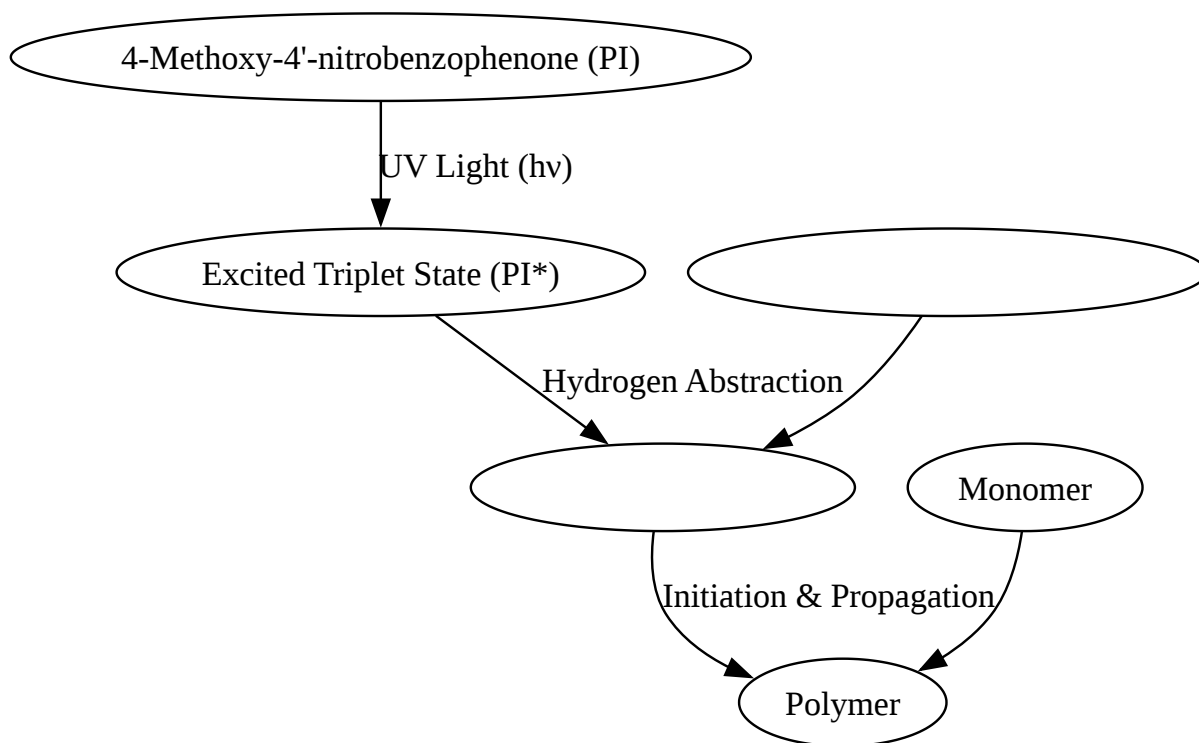 4-Methoxy-4'-nitrobenzophenone (PI)
UV Light (hν)
Excited Triplet State (PI*)
Hydrogen Abstraction
Monomer
Initiation & Propagation
Polymer